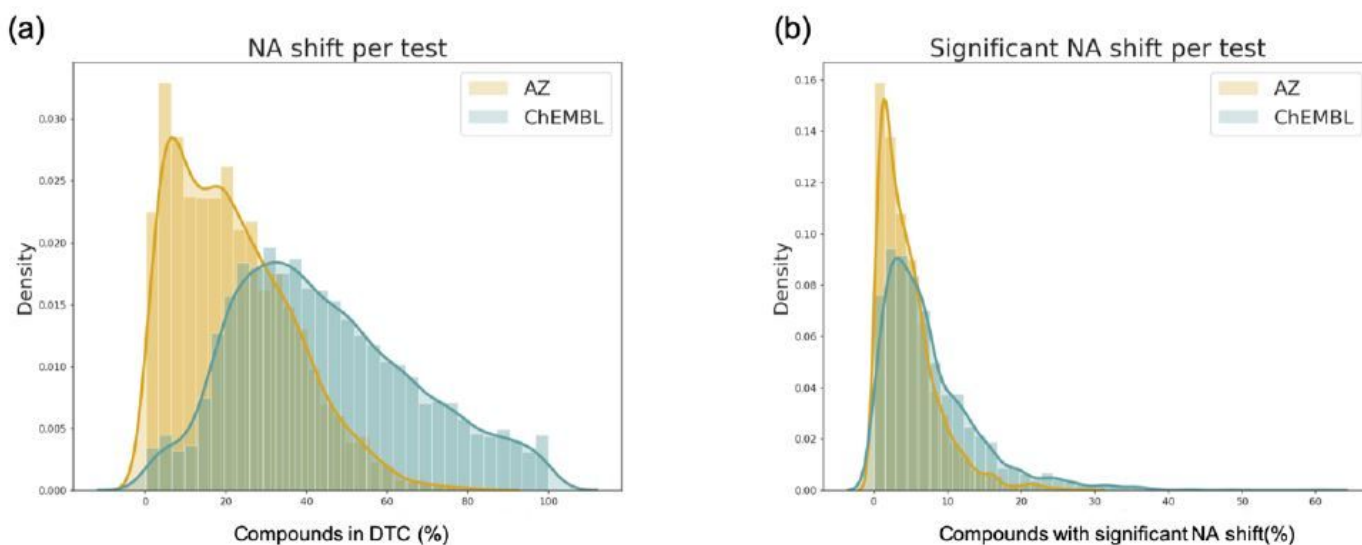 (a)
NA shift per test
AZ
ChEMBL
Density
0.030
0.025
0.020
0.015
0.010
0.005
0.000
0 20 40 60 80 100
Compounds in DTC (%)
(b)
Significant NA shift per test
AZ
ChEMBL
Density
0.16
0.14
0.12
0.10
0.08
0.06
0.04
0.02
0.00
0 10 20 30 40 50 60
Compounds with significant NA shift(%)